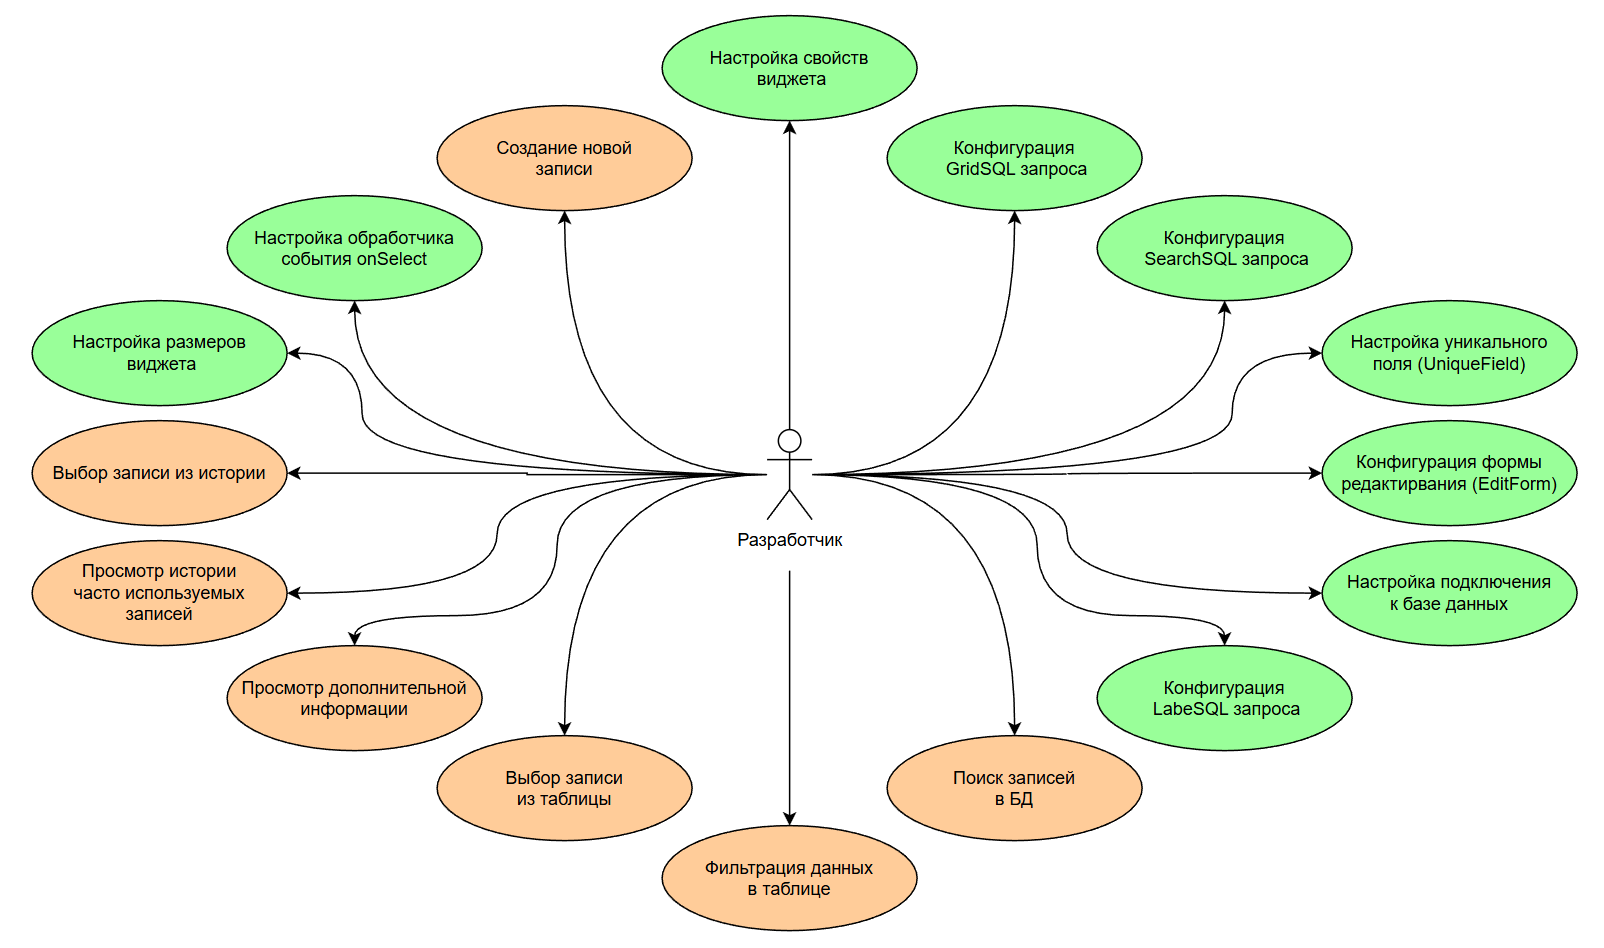 Настройка свойств
виджета
Создание новой
записи
Конфигурация
GridSQL запроса
Настройка обработчика
события onSelect
Конфигурация
SearchSQL запроса
Настройка размеров
виджета
Настройка уникального
поля (UniqueField)
Выбор записи из истории
Конфигурация формы
редактирвания (EditForm)
Разработчик
Просмотр истории
часто используемых
записей
Настройка подключения
к базе данных
Просмотр дополнительной
информации
Конфигурация
LabeSQL запроса
Выбор записи
из таблицы
Поиск записей
в БД
Фильтрация данных
в таблице